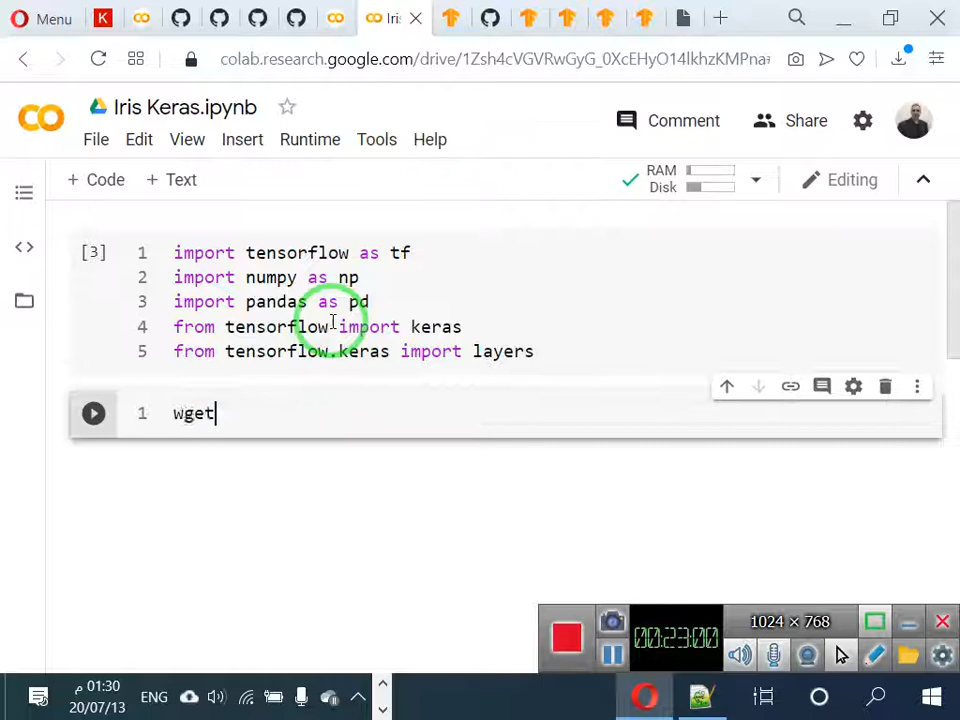 Menu
K
Iris
colab.research.google.com/drive/1Zsh4cVGVRwGyG_0XcEHyO14lkhzKMPna
Iris Keras.ipynb
Comment
Share
File Edit View Insert Runtime Tools Help
+ Code + Text
RAM
Disk
Editing
[3]
1 import tensorflow as tf
2 import numpy as np
3 import pandas as pd
4 from tensorflow import keras
5 from tensorflow.keras import layers
1 wget
1024 × 768
00:23:00
01:30 م
ENG
20/07/13